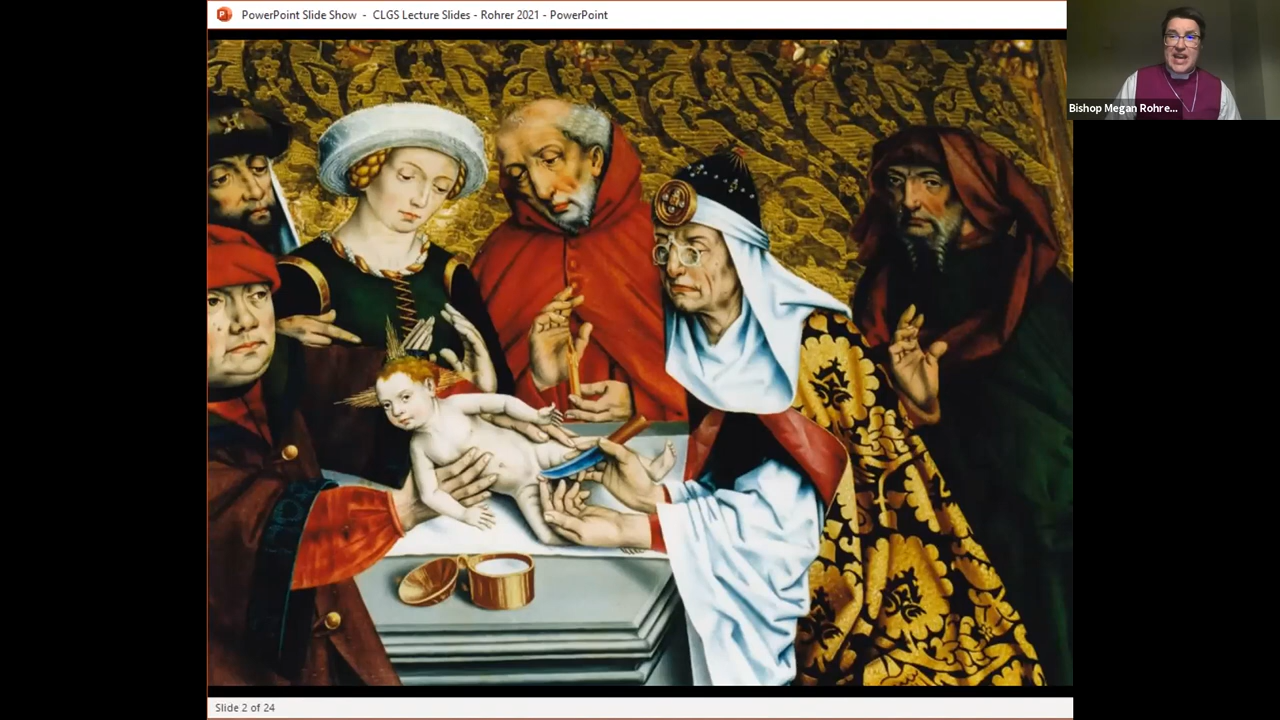 PowerPoint Slide Show - CLGS Lecture Slides - Rohrer 2021 - PowerPoint
Bishop Megan Rohre...
Slide 2 of 24